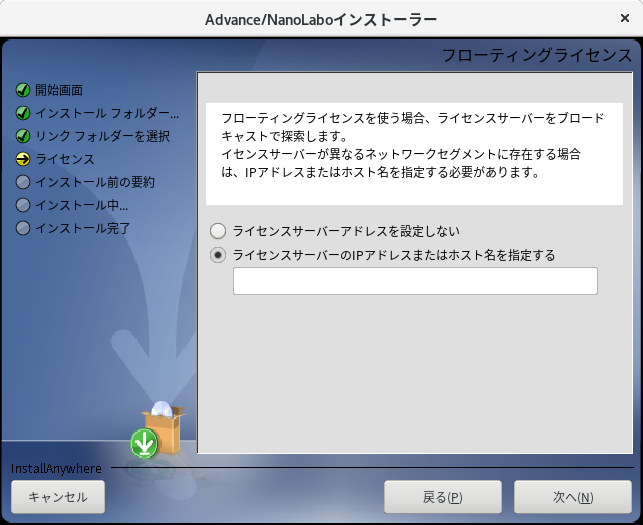 Advance/NanoLaboインストーラー
×
フローティングライセンス
開始画面
インストール フォルダー...
リンク フォルダーを選択
ライセンス
インストール前の要約
インストール中...
インストール完了
フローティングライセンスを使う場合、ライセンスサーバーをブロード
キャストで探索します。
イセンスサーバーが異なるネットワークセグメントに存在する場合
は、IPアドレスまたはホスト名を指定する必要があります。
ライセンスサーバーアドレスを設定しない
ライセンスサーバーのIPアドレスまたはホスト名を指定する
InstallAnywhere
キャンセル
戻る(P)
次へ(N)